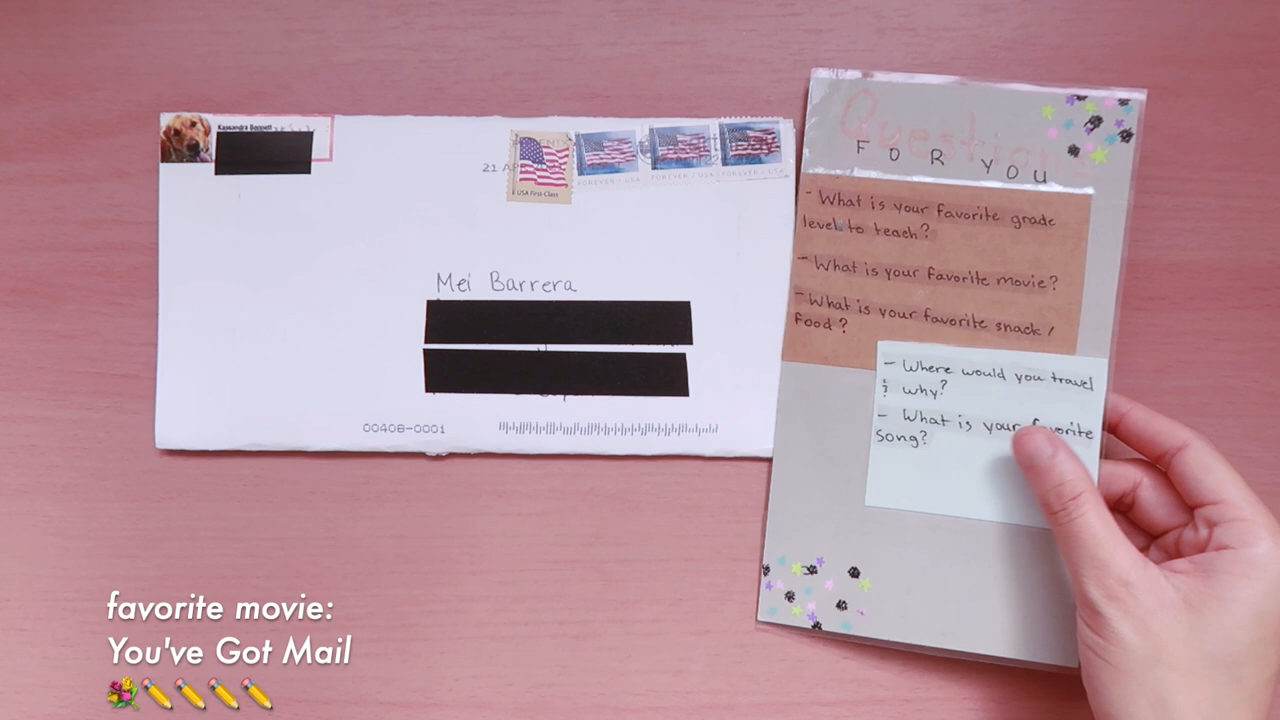 Kassandra Bennett
21 AP
USA First-Class
FOREVER / USA
FOREVER / USA
FOREVER / USA
Mei Barrera
00408-0001
Questions
FOR YOU
- What is your favorite grade
level to teach?
- What is your favorite movie?
- What is your favorite snack /
food?
- Where would you travel
& why?
- What is your favorite
song?
favorite movie:
You've Got Mail